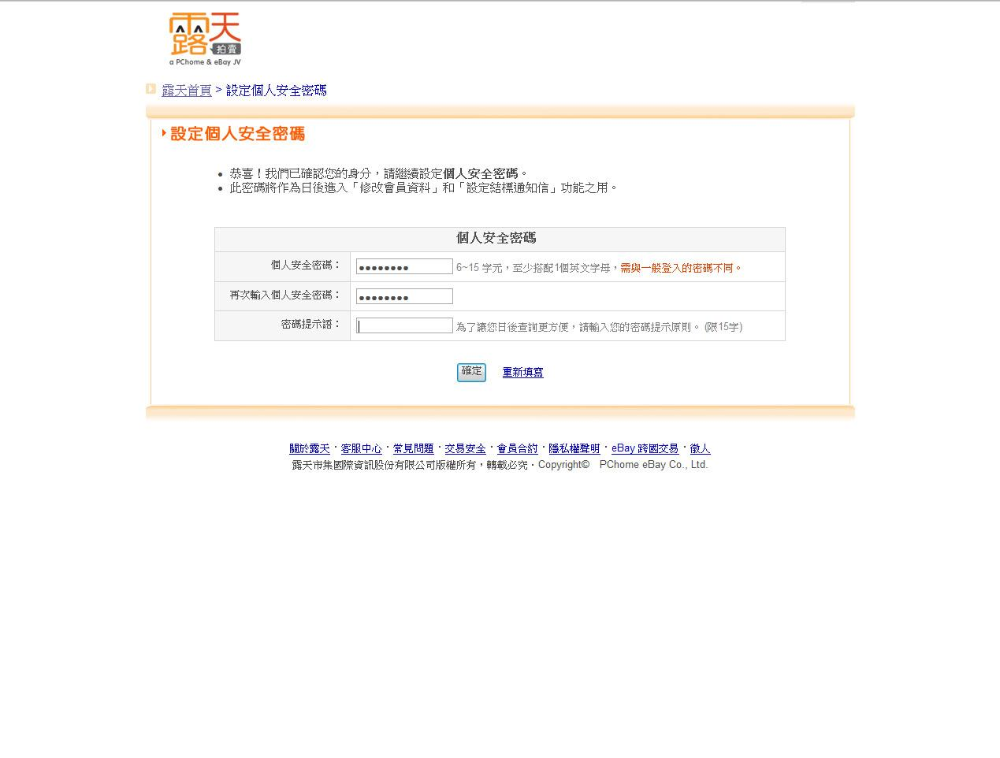 露天
拍賣
a PChome & eBay JV
露天首頁 > 設定個人安全密碼
設定個人安全密碼
恭喜！我們已確認您的身分，請繼續設定個人安全密碼。
此密碼將作為日後進入「修改會員資料」和「設定結標通知信」功能之用。
個人安全密碼
個人安全密碼： ●●●●●●●● 6~15 字元，至少搭配1個英文字母，需與一般登入的密碼不同。
再次輸入個人安全密碼： ●●●●●●●●
密碼提示語： 為了讓您日後查詢更方便，請輸入您的密碼提示原則。 (限15字)
確定 重新填寫
關於露天．客服中心．常見問題．交易安全．會員合約．隱私權聲明．eBay 跨國交易．徵人
露天市集國際資訊股份有限公司版權所有，轉載必究．Copyright© PChome eBay Co., Ltd.